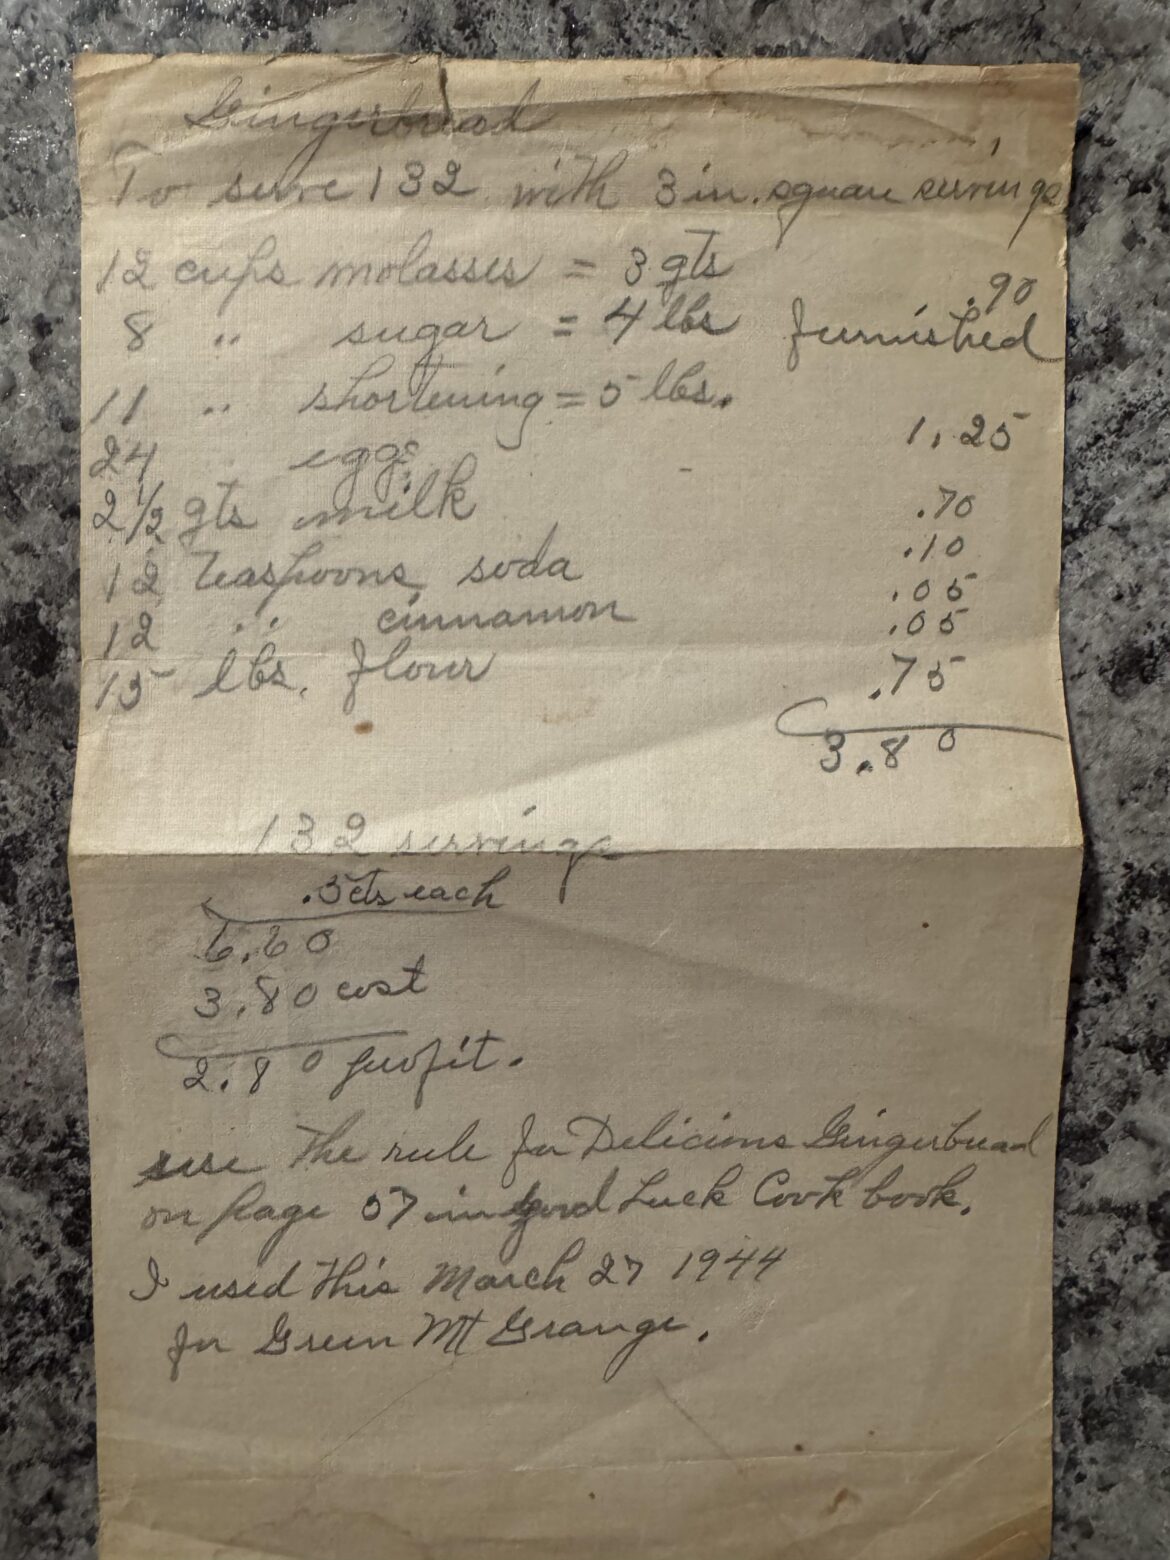 Gingerbread
To serve 132 with 3 in. square servings
12 cups molasses = 3 qts .90
8 " sugar = 4 lbs furnished
11 " shortening = 5 lbs. 1.25
24 eggs .70
2 1/2 qts milk .10
12 teaspoons soda .05
12 " cinnamon .05
15 lbs. flour .75
3.80
132 servings
.5cts each
6.60
3.80 cost
2.80 profit.
use the rule for Delicious Gingerbread
on page 57 in good Luck Cook book.
I used this March 27 1944
for Green Mt Grange.